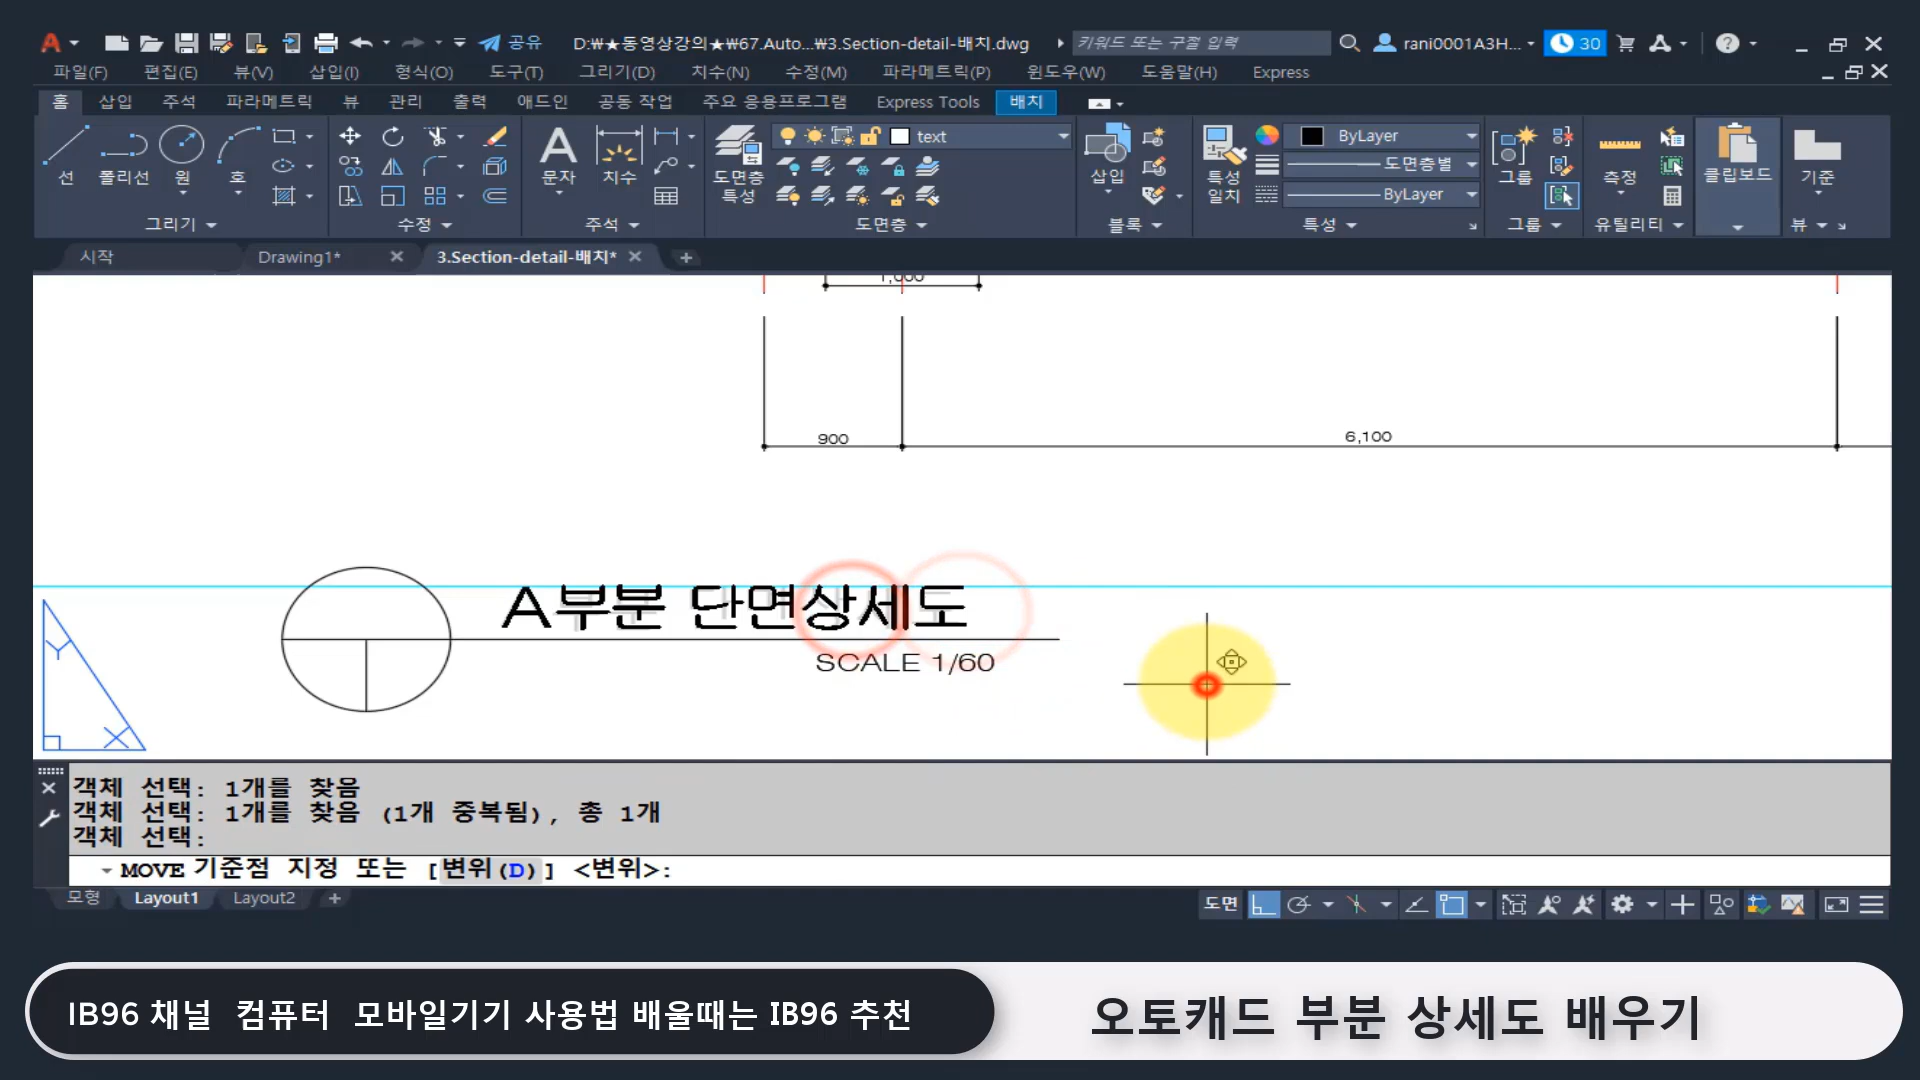 공유
D:￦★동영상강의★￦67.Auto...￦3.Section-detail-배치.dwg
키워드 또는 구절 입력
rani0001A3H...
30
파일(F) 편집(E) 뷰(V) 삽입(I) 형식(O) 도구(T) 그리기(D) 치수(N) 수정(M) 파라메트릭(P) 윈도우(W) 도움말(H) Express
홈 삽입 주석 파라메트릭 뷰 관리 출력 애드인 공동 작업 주요 응용프로그램 Express Tools 배치
text
ByLayer
선 폴리선 원 호
문자 치수
도면층 특성
삽입
특성 일치
도면층별
ByLayer
그룹
측정
클립보드
기준
그리기 수정 주석 도면층 블록 특성 그룹 유틸리티 뷰
시작 Drawing1* 3.Section-detail-배치*
1,000
900
6,100
A부분 단면상세도
SCALE 1/60
Y
X
객체 선택: 1개를 찾음
객체 선택: 1개를 찾음 (1개 중복됨), 총 1개
객체 선택:
MOVE 기준점 지정 또는 [변위(D)] <변위>:
모형 Layout1 Layout2
도면
IB96 채널 컴퓨터 모바일기기 사용법 배울때는 IB96 추천
오토캐드 부분 상세도 배우기